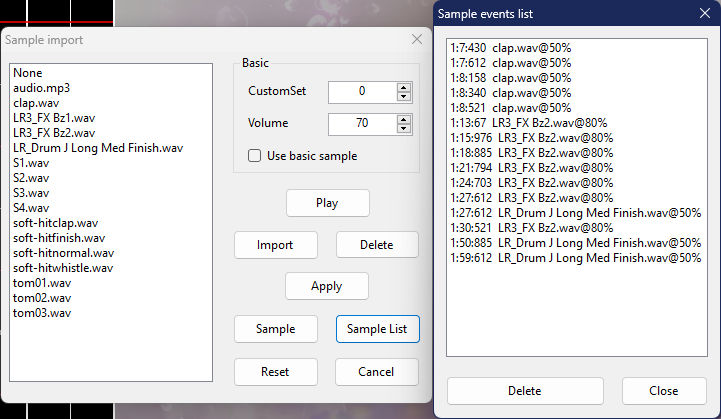 Sample import
None
audio.mp3
clap.wav
LR3_FX Bz1.wav
LR3_FX Bz2.wav
LR_Drum J Long Med Finish.wav
S1.wav
S2.wav
S3.wav
S4.wav
soft-hitclap.wav
soft-hitfinish.wav
soft-hitnormal.wav
soft-hitwhistle.wav
tom01.wav
tom02.wav
tom03.wav
Basic
CustomSet 0
Volume 70
Use basic sample
Play
Import Delete
Apply
Sample Sample List
Reset Cancel
Sample events list
1:7:430 clap.wav@50%
1:7:612 clap.wav@50%
1:8:158 clap.wav@50%
1:8:340 clap.wav@50%
1:8:521 clap.wav@50%
1:13:67 LR3_FX Bz2.wav@80%
1:15:976 LR3_FX Bz2.wav@80%
1:18:885 LR3_FX Bz2.wav@80%
1:21:794 LR3_FX Bz2.wav@80%
1:24:703 LR3_FX Bz2.wav@80%
1:27:612 LR3_FX Bz2.wav@80%
1:27:612 LR_Drum J Long Med Finish.wav@50%
1:30:521 LR3_FX Bz2.wav@80%
1:50:885 LR_Drum J Long Med Finish.wav@50%
1:59:612 LR_Drum J Long Med Finish.wav@50%
Delete Close